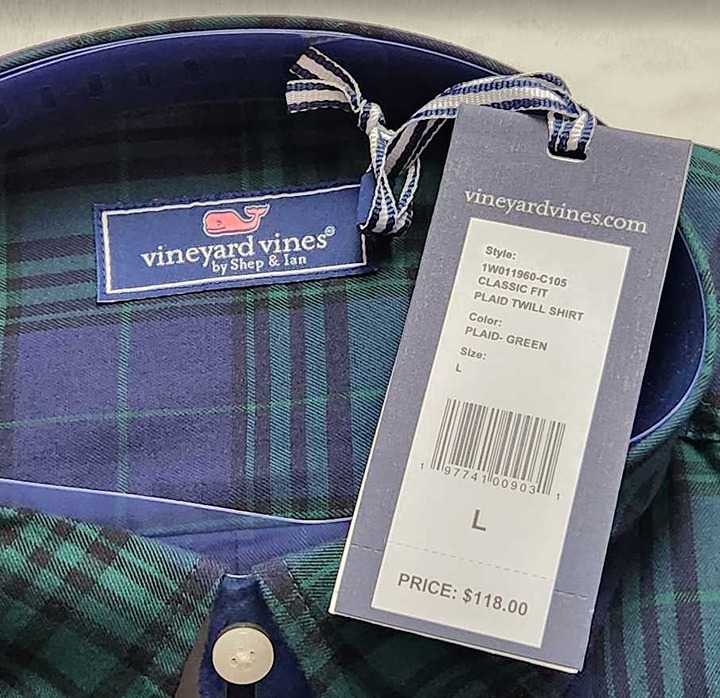 vineyard vines®
by Shep & Ian
vineyardvines.com
Style:
1W011960-C105
CLASSIC FIT
PLAID TWILL SHIRT
Color:
PLAID- GREEN
Size:
L
1 97741 00903 1
L
PRICE: $118.00